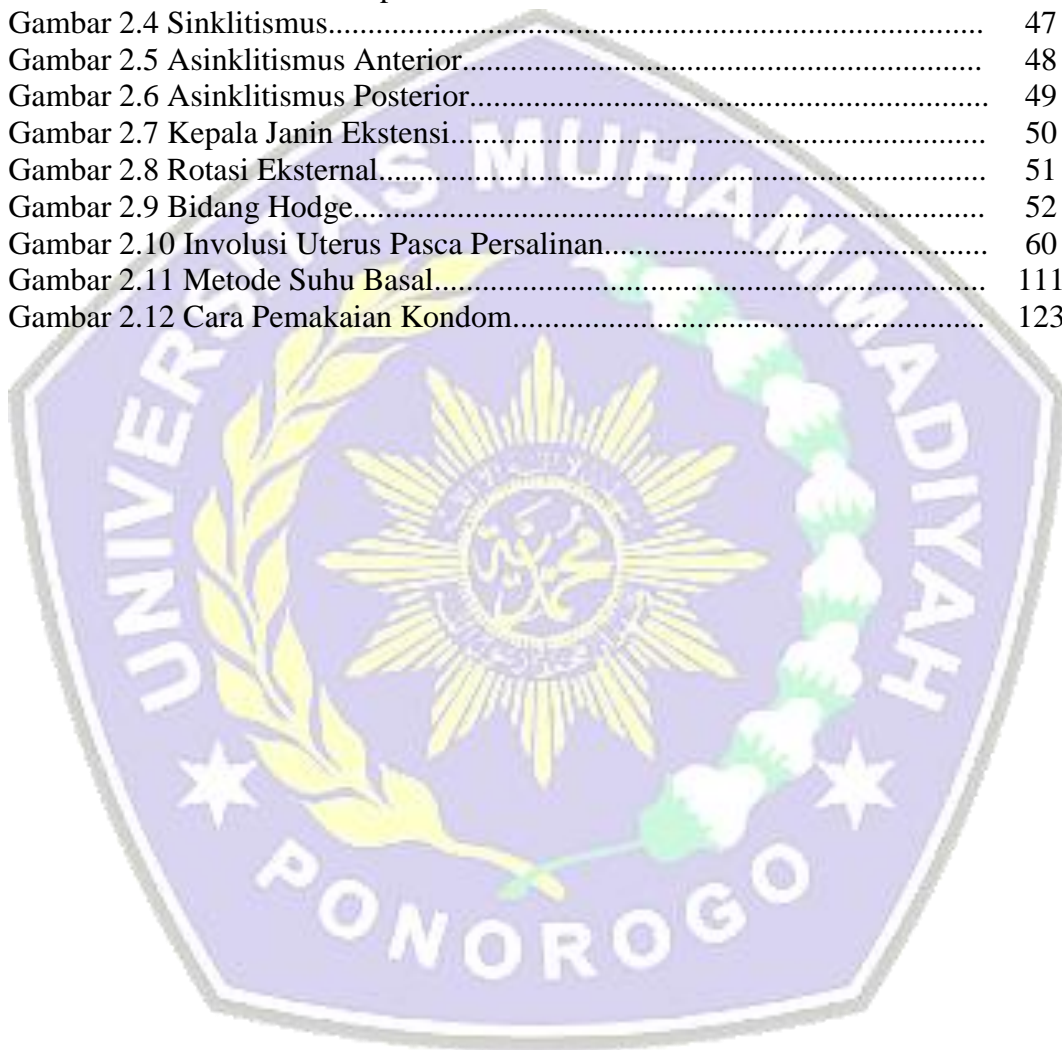 Gambar 2.4 Sinklitismus.................................................................................. 47
Gambar 2.5 Asinklitismus Anterior................................................................. 48
Gambar 2.6 Asinklitismus Posterior................................................................. 49
Gambar 2.7 Kepala Janin Ekstensi................................................................... 50
Gambar 2.8 Rotasi Eksternal............................................................................ 51
Gambar 2.9 Bidang Hodge............................................................................... 52
Gambar 2.10 Involusi Uterus Pasca Persalinan................................................ 60
Gambar 2.11 Metode Suhu Basal..................................................................... 111
Gambar 2.12 Cara Pemakaian Kondom........................................................... 123
UNIVERSITAS MUHAMMADIYAH
PONOROGO